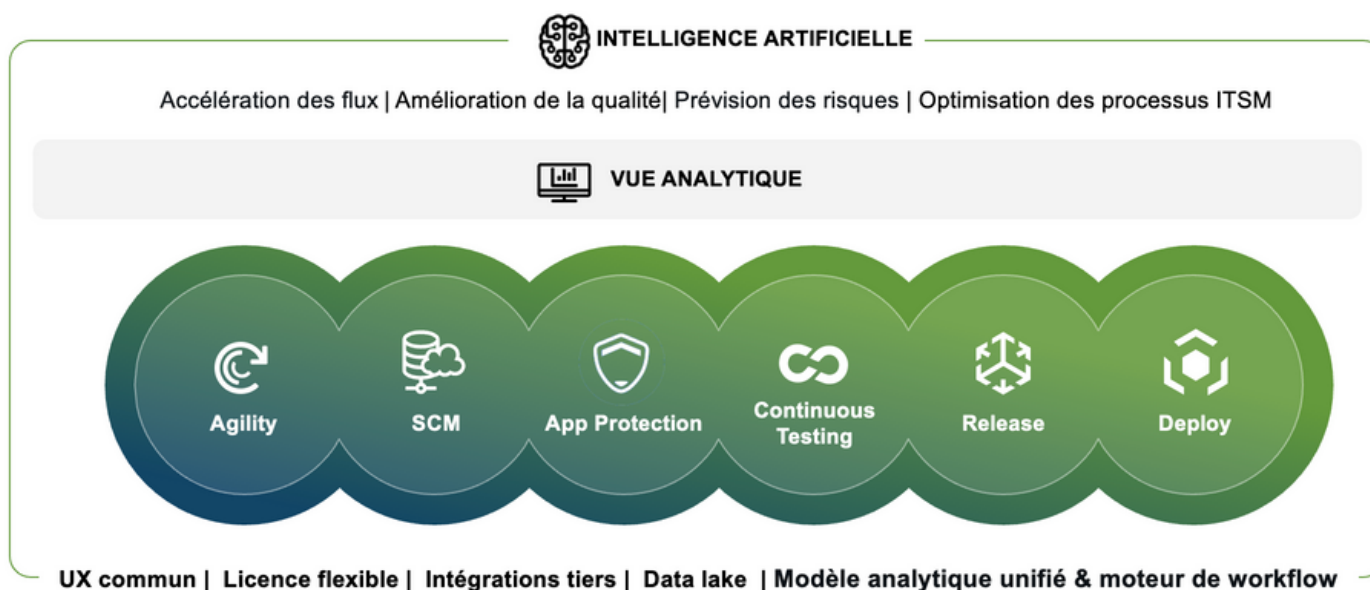 INTELLIGENCE ARTIFICIELLE
Accélération des flux | Amélioration de la qualité| Prévision des risques | Optimisation des processus ITSM
VUE ANALYTIQUE
Agility
SCM
App Protection
Continuous
Testing
Release
Deploy
UX commun | Licence flexible | Intégrations tiers | Data lake | Modèle analytique unifié & moteur de workflow